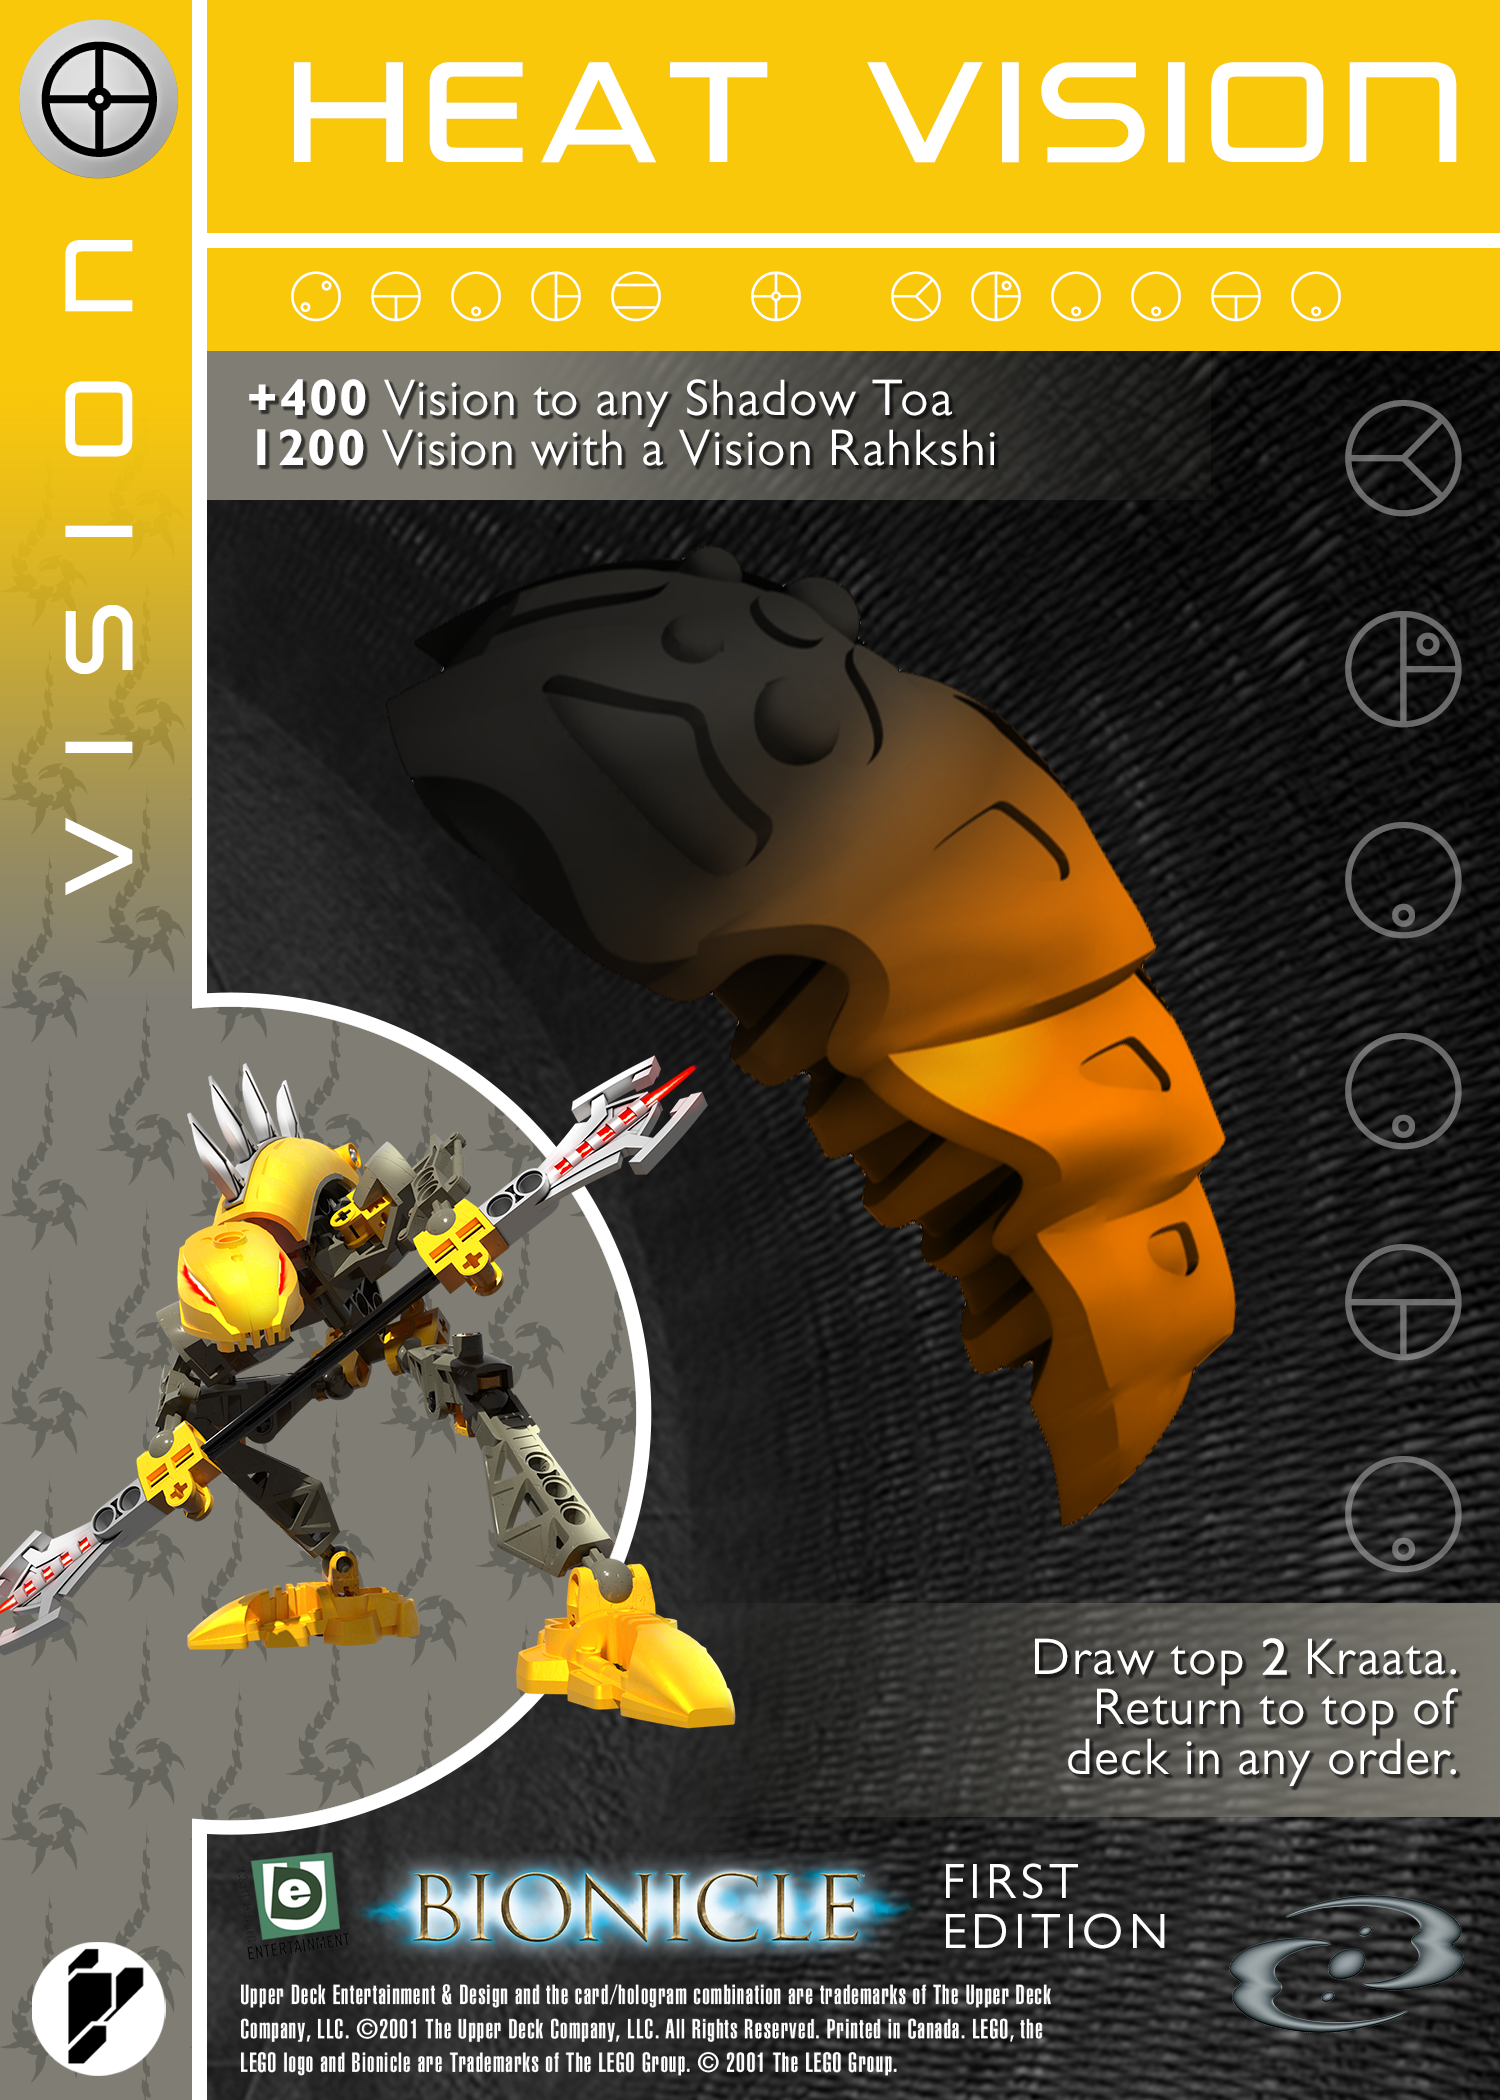 HEAT VISION
VISION
+400 Vision to any Shadow Toa
1200 Vision with a Vision Rahkshi
Draw top 2 Kraata.
Return to top of
deck in any order.
e
ENTERTAINMENT
BIONICLE
FIRST
EDITION
Upper Deck Entertainment & Design and the card/hologram combination are trademarks of The Upper Deck
Company, LLC. ©2001 The Upper Deck Company, LLC. All Rights Reserved. Printed in Canada. LEGO, the
LEGO logo and Bionicle are Trademarks of The LEGO Group. © 2001 The LEGO Group.